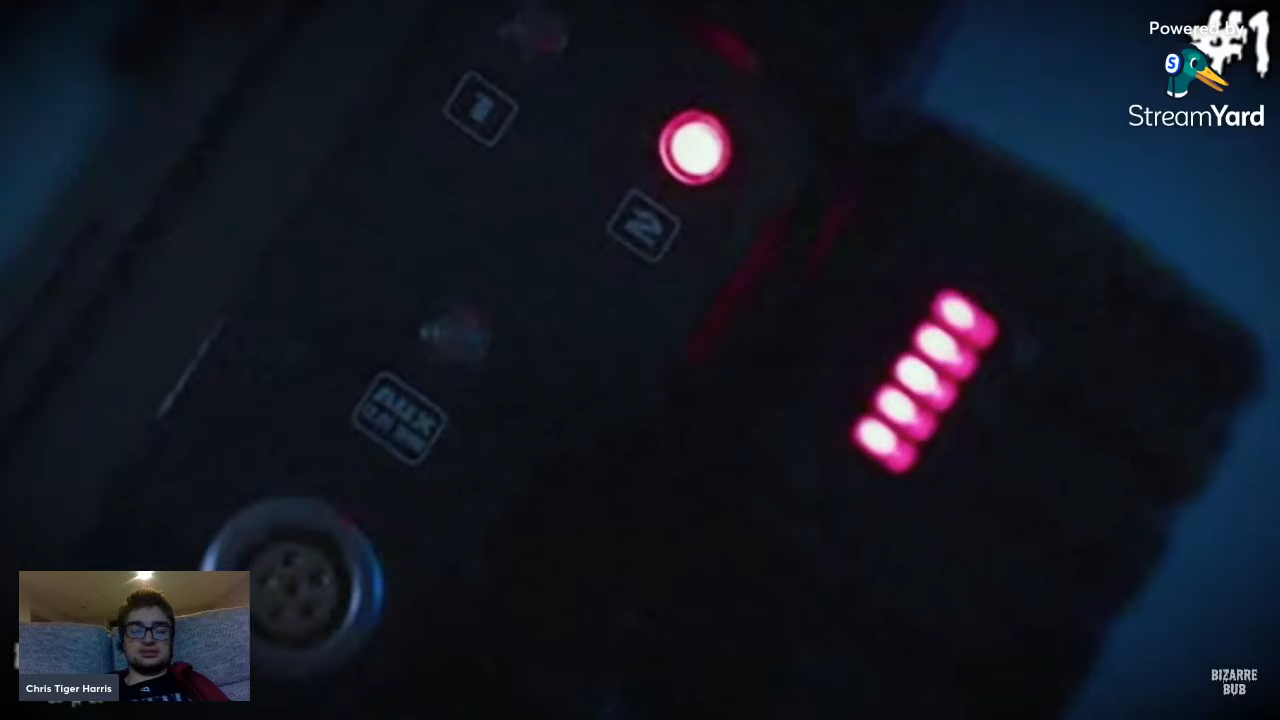 #1
Powered by
StreamYard
1
2
AUX
Chris Tiger Harris
BIZARRE
BUB